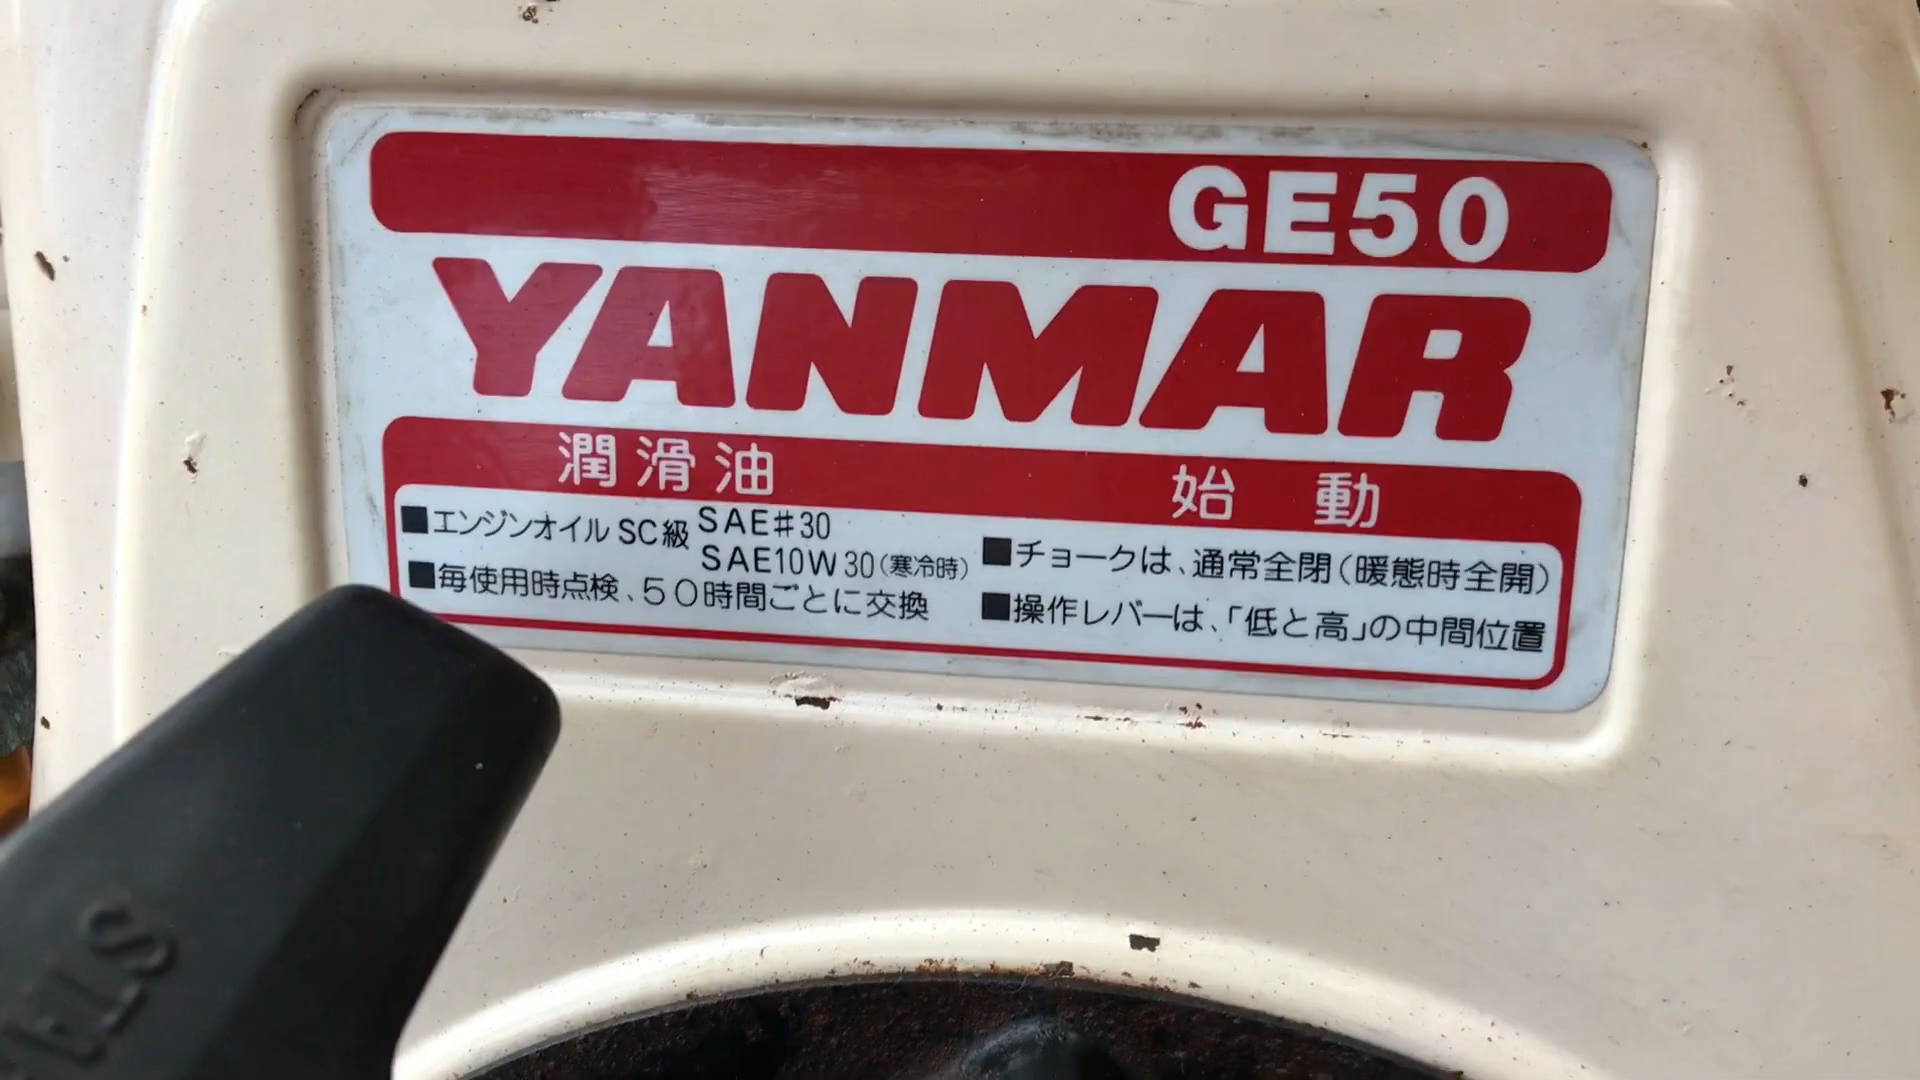 GE50
YANMAR
潤滑油
■エンジンオイル SC級 SAE#30
SAE10W30(寒冷時)
■毎使用時点検、50時間ごとに交換
始 動
■チョークは、通常全閉(暖態時全開)
■操作レバーは、「低と高」の中間位置